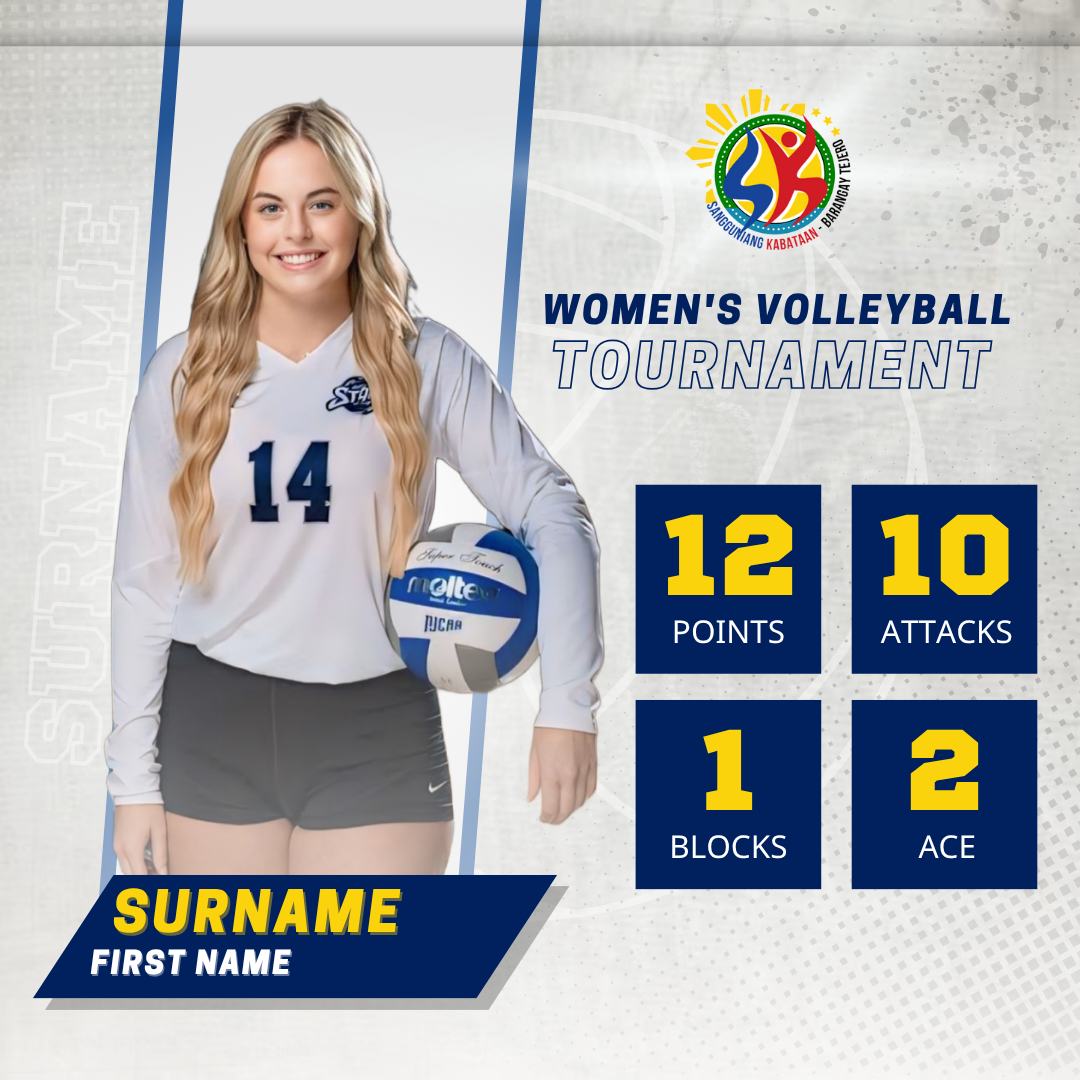 SANGGUNIANG KABATAAN - BARANGAY TEJERO
WOMEN'S VOLLEYBALL
TOURNAMENT
SURNAME
14
Super Touch
molten
NJCAA
12
POINTS
10
ATTACKS
1
BLOCKS
2
ACE
SURNAME
FIRST NAME